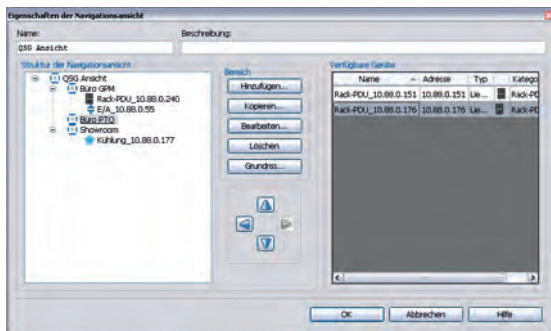 Eigenschaften der Navigationsansicht
Name:
Beschreibung:
QSG Ansicht
Struktur der Navigationsansicht
QSG Ansicht
Büro GPM
Rack-PDU_10.88.0.240
E/A_10.88.0.55
Büro PTO
Showroom
Kühlung_10.88.0.177
Bereich
Hinzufügen...
Kopieren...
Bearbeiten...
Löschen
Grundriss...
Verfügbare Geräte
Name Adresse Typ Katego
Rack-PDU_10.88.0.151 10.88.0.151 Lie... Rack-PD
Rack-PDU_10.88.0.176 10.88.0.176 Lie... Rack-PD
OK Abbrechen Hilfe